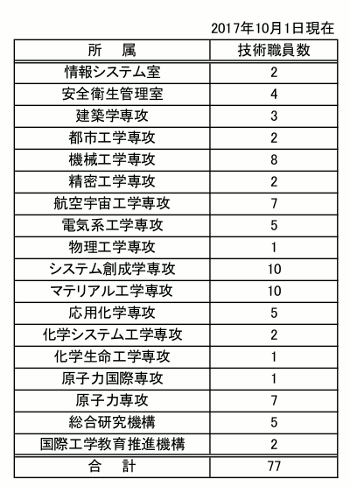 2017年10月1日現在
所　属　技術職員数
情報システム室　2
安全衛生管理室　4
建築学専攻　3
都市工学専攻　2
機械工学専攻　8
精密工学専攻　2
航空宇宙工学専攻　7
電気系工学専攻　5
物理工学専攻　1
システム創成学専攻　10
マテリアル工学専攻　10
応用化学専攻　5
化学システム工学専攻　2
化学生命工学専攻　1
原子力国際専攻　1
原子力専攻　7
総合研究機構　5
国際工学教育推進機構　2
合　計　77